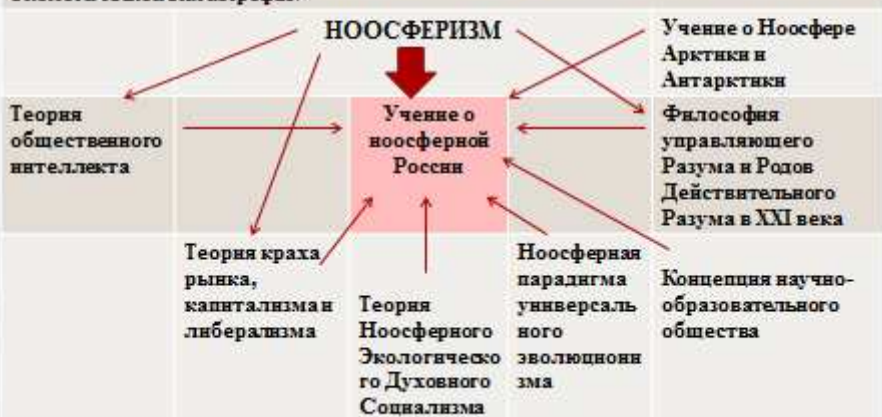 НООСФЕРИЗМ
Учение о Ноосфере
Арктики и
Антарктики
Теория
общественного
интеллекта
Учение о
ноосферной
России
Философия
управляющего
Разума и Родов
Действительного
Разума в XXI века
Теория краха
рынка,
капитализма и
либерализма
Теория
Ноосферного
Экологическо
го Духовного
Социализма
Ноосферная
парадигма
универсаль
ного
эволюциони
зма
Концепция научно-
образовательного
общества